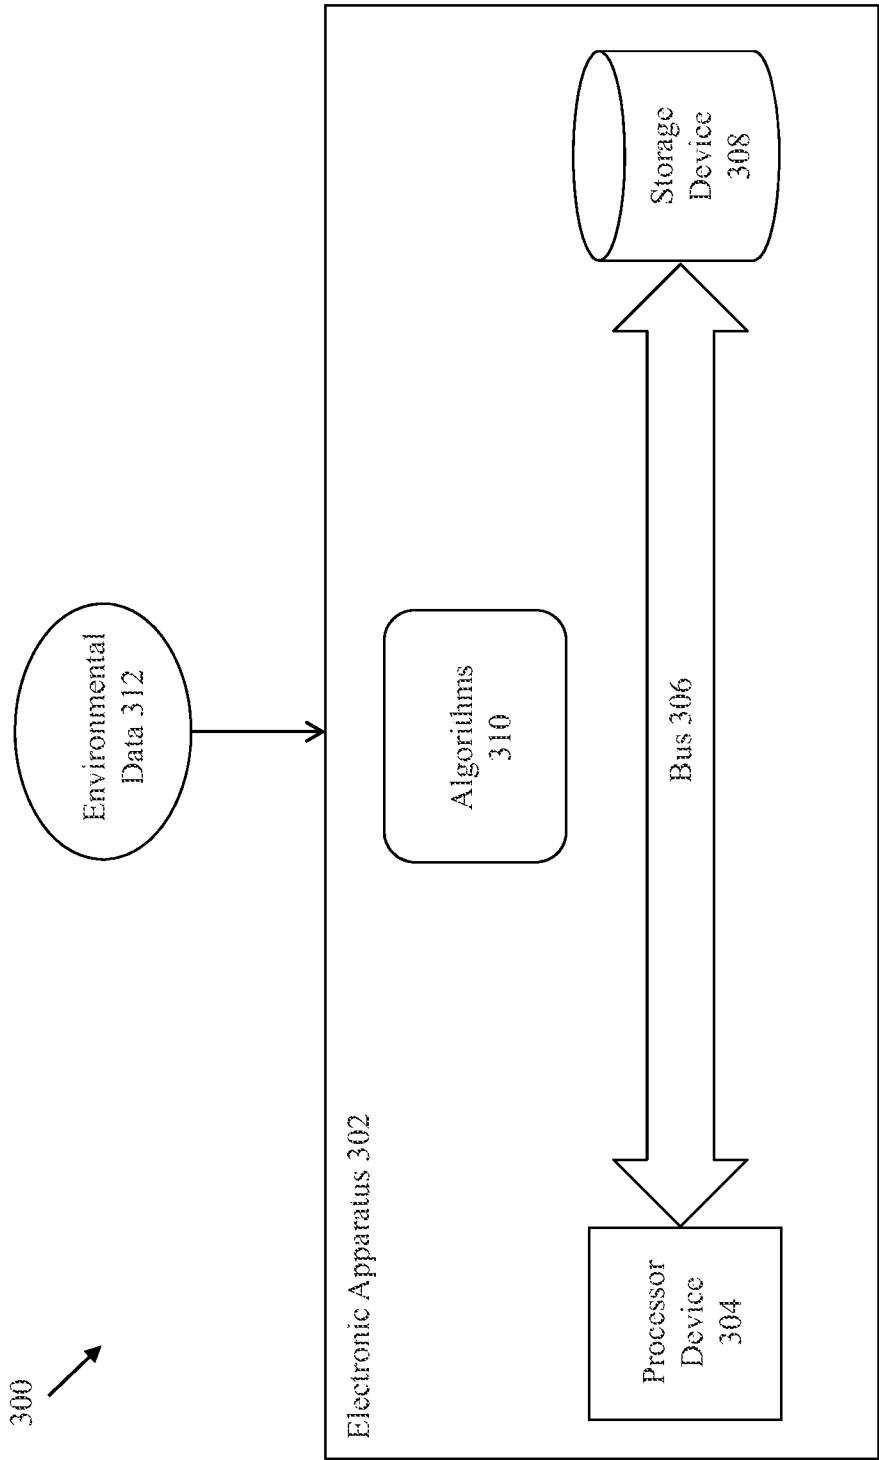 300
Environmental
Data 312
Electronic Apparatus 302
Algorithms
310
Processor
Device
304
Bus 306
Storage
Device
308